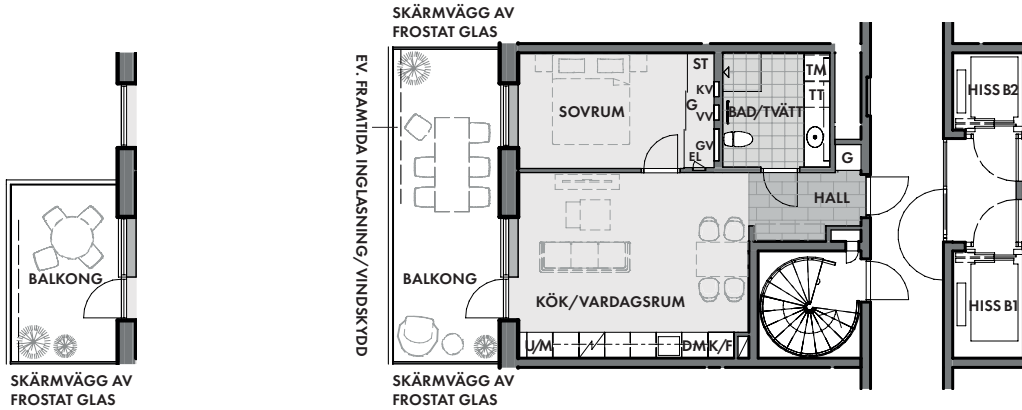 SKÄRMVÄGG AV
FROSTAT GLAS
EV. FRAMTIDA INGLASNING/VINDSKYDD
ST
TM
KV
G
TT
HISS B2
SOVRUM
VV
BAD/TVÄTT
GV
EL
G
HALL
BALKONG
BALKONG
KÖK/VARDAGSRUM
HISS B1
U/M
DM
K/F
SKÄRMVÄGG AV
FROSTAT GLAS
SKÄRMVÄGG AV
FROSTAT GLAS